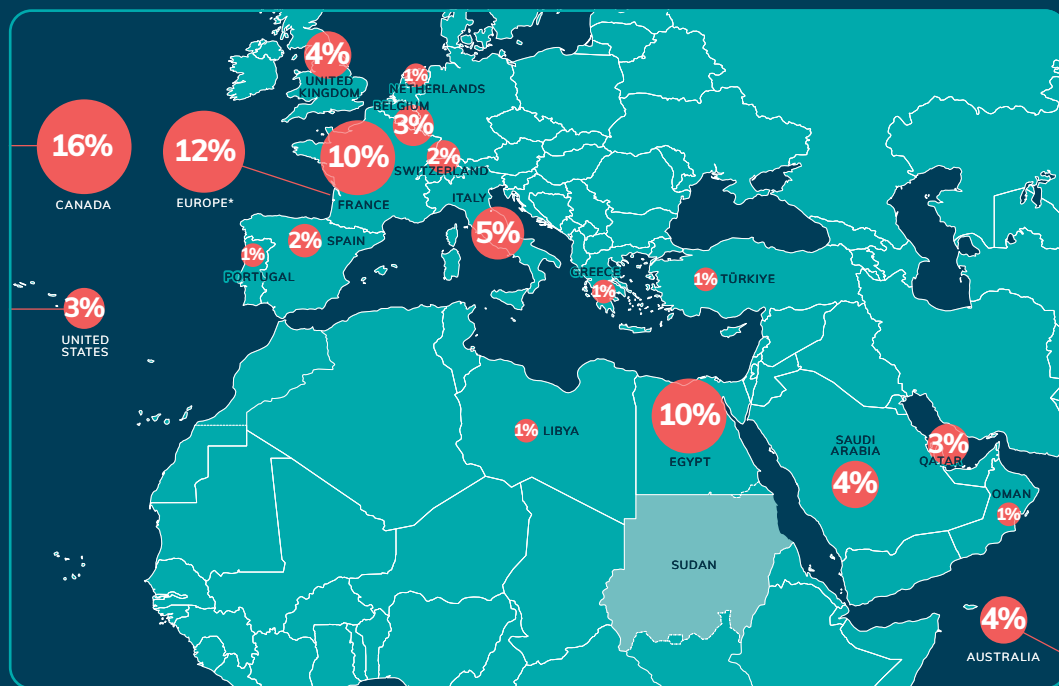 4%
UNITED
KINGDOM
1%
NETHERLANDS
BELGIUM
3%
16%
CANADA
12%
EUROPE*
10%
FRANCE
2%
SWITZERLAND
ITALY
5%
2% SPAIN
1%
PORTUGAL
GREECE
1%
1% TÜRKIYE
3%
UNITED
STATES
1% LIBYA
10%
EGYPT
SAUDI
ARABIA
4%
3%
QATAR
OMAN
1%
SUDAN
4%
AUSTRALIA